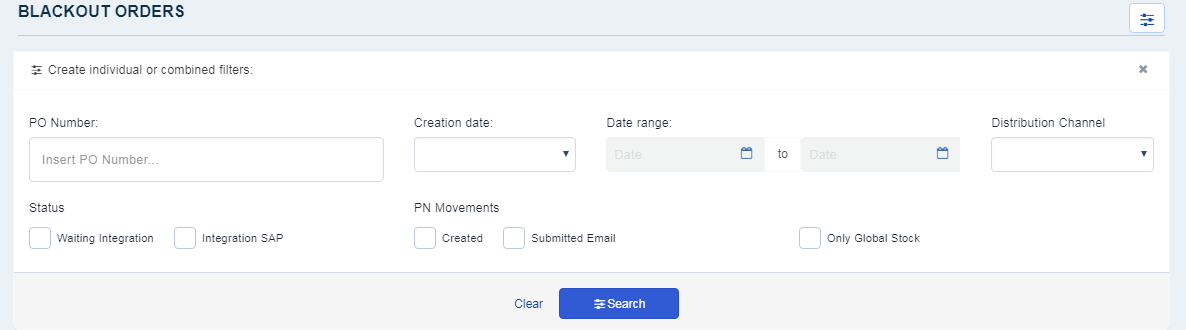 BLACKOUT ORDERS
Create individual or combined filters:
PO Number:
Creation date:
Date range:
Distribution Channel
Insert PO Number...
Date
to
Date
Status
PN Movements
Waiting Integration
Integration SAP
Created
Submitted Email
Only Global Stock
Clear
Search